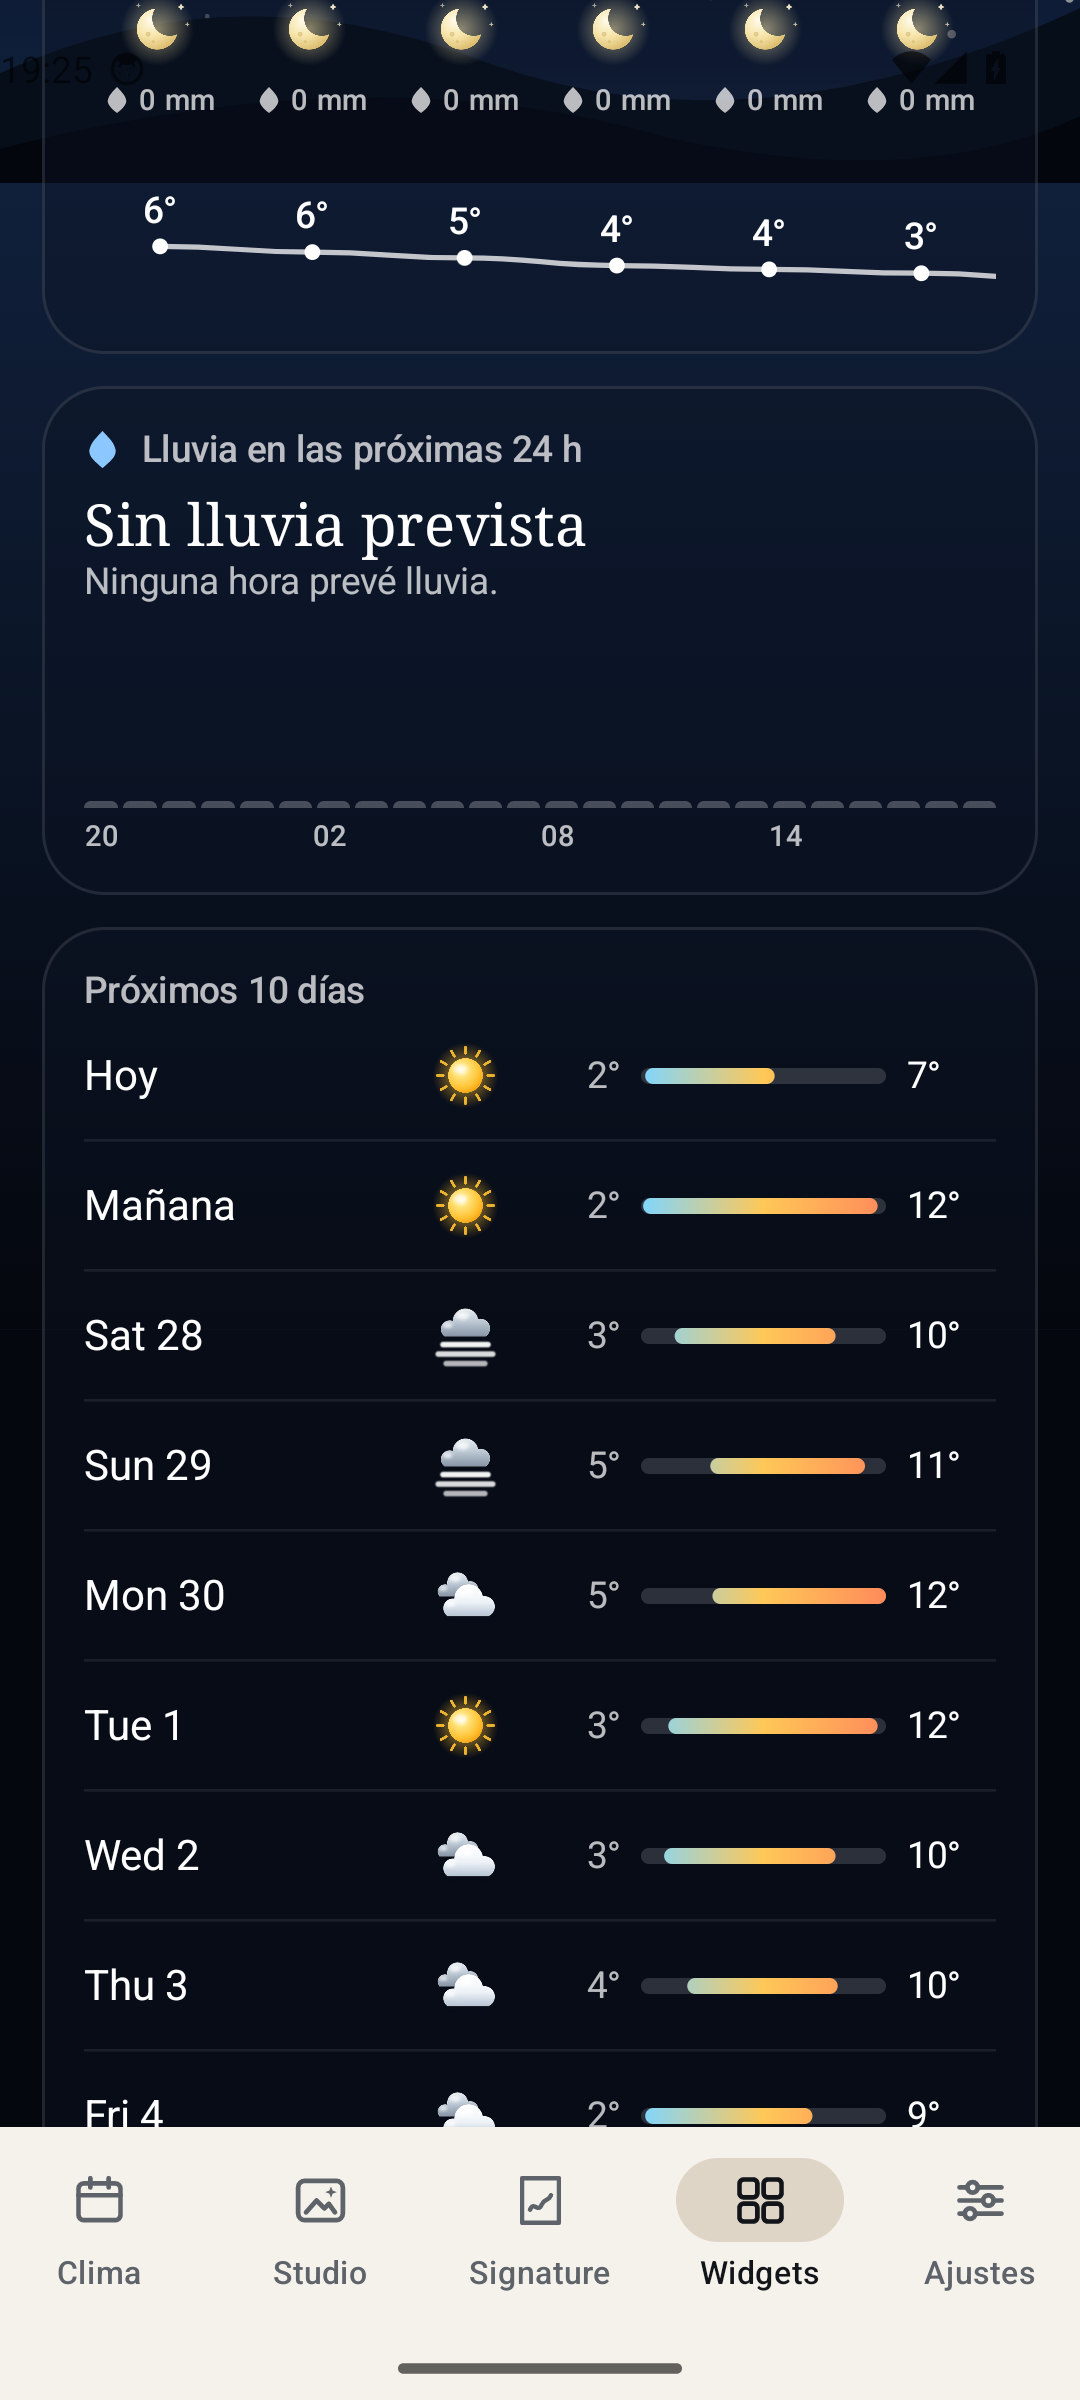 19:25
0 mm 0 mm 0 mm 0 mm 0 mm 0 mm
6° 6° 5° 4° 4° 3°
Lluvia en las próximas 24 h
Sin lluvia prevista
Ninguna hora prevé lluvia.
20 02 08 14
Próximos 10 días
Hoy 2° 7°
Mañana 2° 12°
Sat 28 3° 10°
Sun 29 5° 11°
Mon 30 5° 12°
Tue 1 3° 12°
Wed 2 3° 10°
Thu 3 4° 10°
Fri 4 2° 9°
Clima Studio Signature Widgets Ajustes